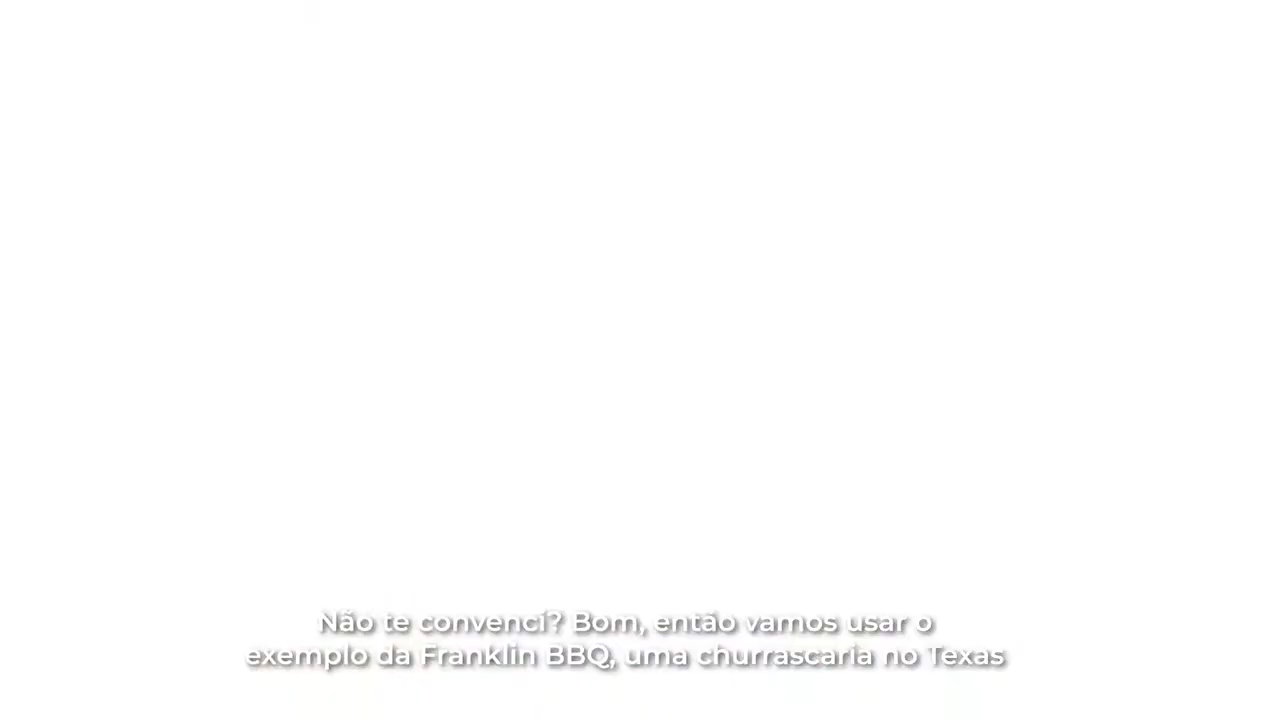 Não te convenci? Bom, então vamos usar o
exemplo da Franklin BBQ, uma churrascaria no Texas